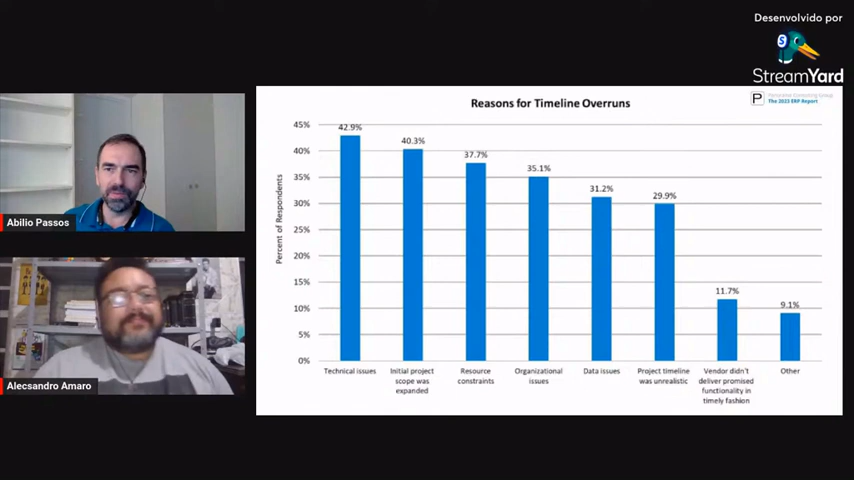 Desenvolvido por
StreamYard
Reasons for Timeline Overruns
P
Panorama Consulting Group
The 2023 ERP Report
Percent of Respondents
45%
40%
35%
30%
25%
20%
15%
10%
5%
0%
42.9%
40.3%
37.7%
35.1%
31.2%
29.9%
11.7%
9.1%
Technical issues
Initial project
scope was
expanded
Resource
constraints
Organizational
issues
Data issues
Project timeline
was unrealistic
Vendor didn't
deliver promised
functionality in
timely fashion
Other
Abilio Passos
Alecsandro Amaro